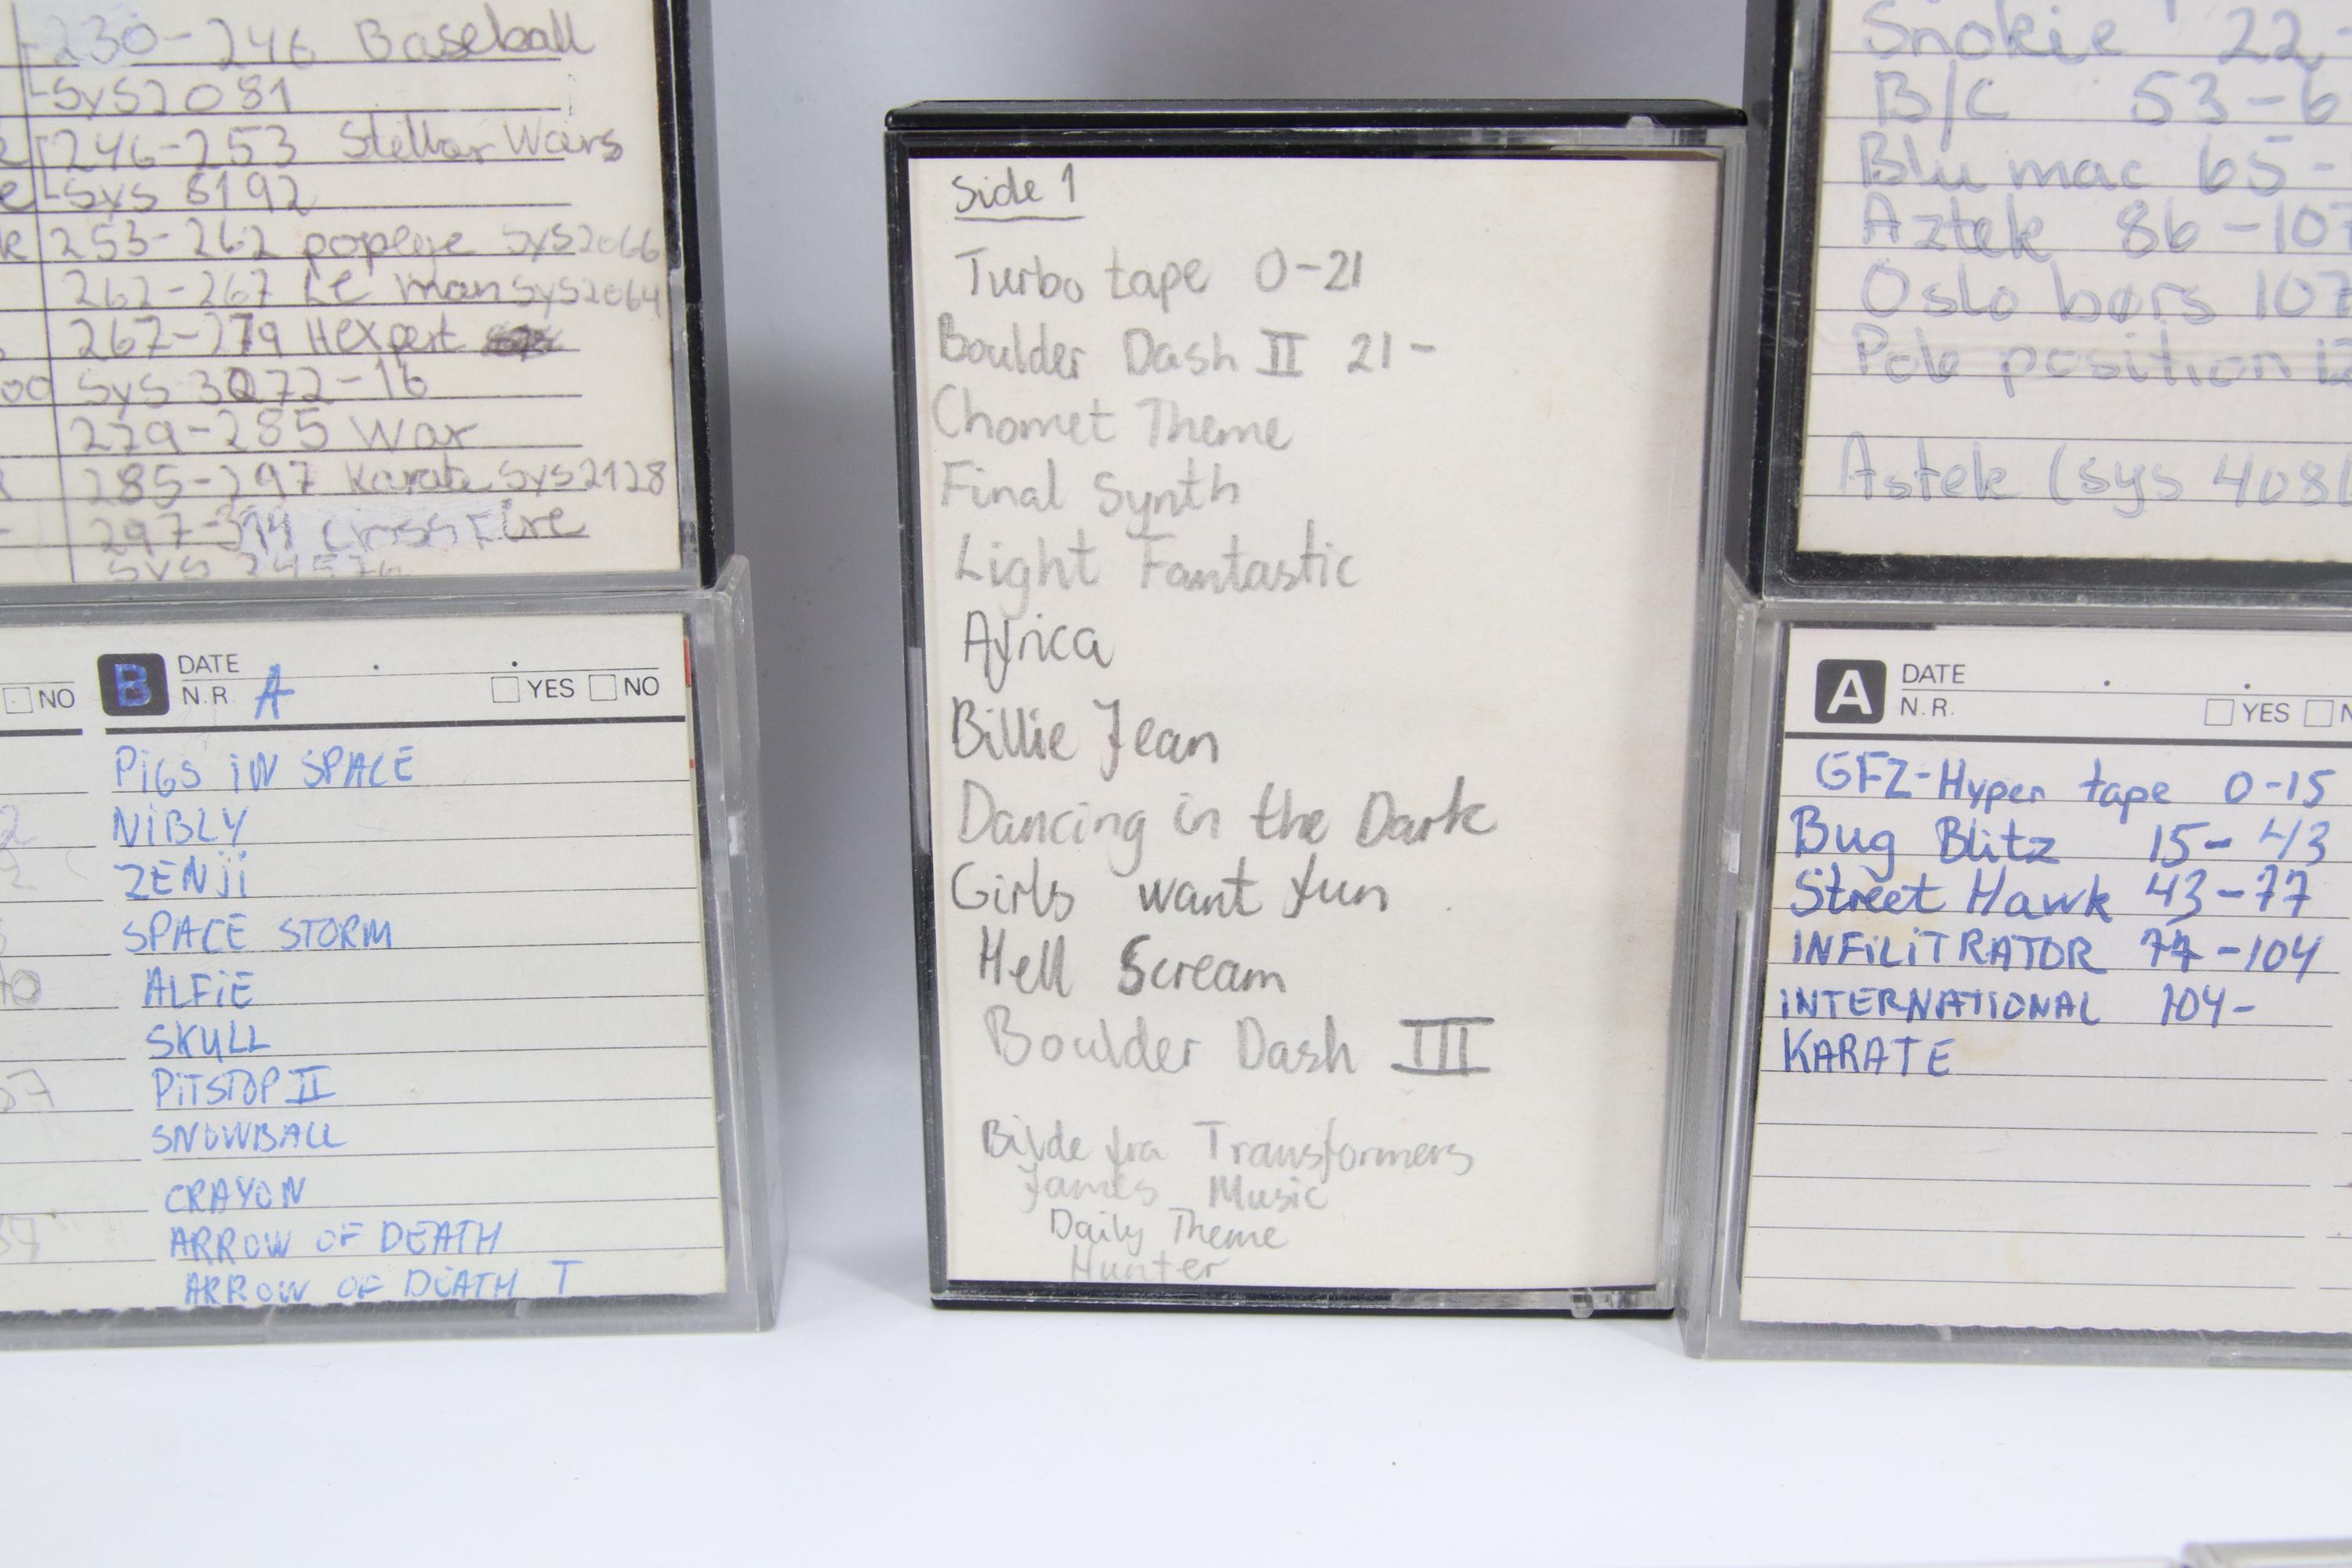 230-246 Baseball
sys2081
246-253 Stellar Wars
sys 8192
253-262 popeye sys2066
262-267 Le man sys2064
267-279 Hexpert
sys 3072-16
279-285 War
285-297 Karate sys2128
297-314 cross Fire
NO
B DATE
N.R. A YES NO
PiGS iN SPACE
NiBLY
ZENJi
SPACE STORM
ALFiE
SKULL
PiTSTOP II
SNOWBALL
CRAYON
ARROW OF DEATH
ARROW OF DEATH I
Side 1
Turbo tape 0-21
Boulder Dash II 21-
Chomet Theme
Final Synth
Light Fantastic
Africa
Billie Jean
Dancing in the Dark
Girls want fun
Hell Scream
Boulder Dash III
Bilde fra Transformers
James Music
Daily Theme
Hunter
Snokie 22-
B/C 53-6
Blu mac 65-
Aztek 86-107
Oslo børs 107
Pole position 12
Astek (sys 408
A DATE
N.R. YES
GFZ-Hyper tape 0-15
Bug Blitz 15-43
Street Hawk 43-77
INFiLiTRATOR 77-104
iNTERNATIONAL 104-
KARATE